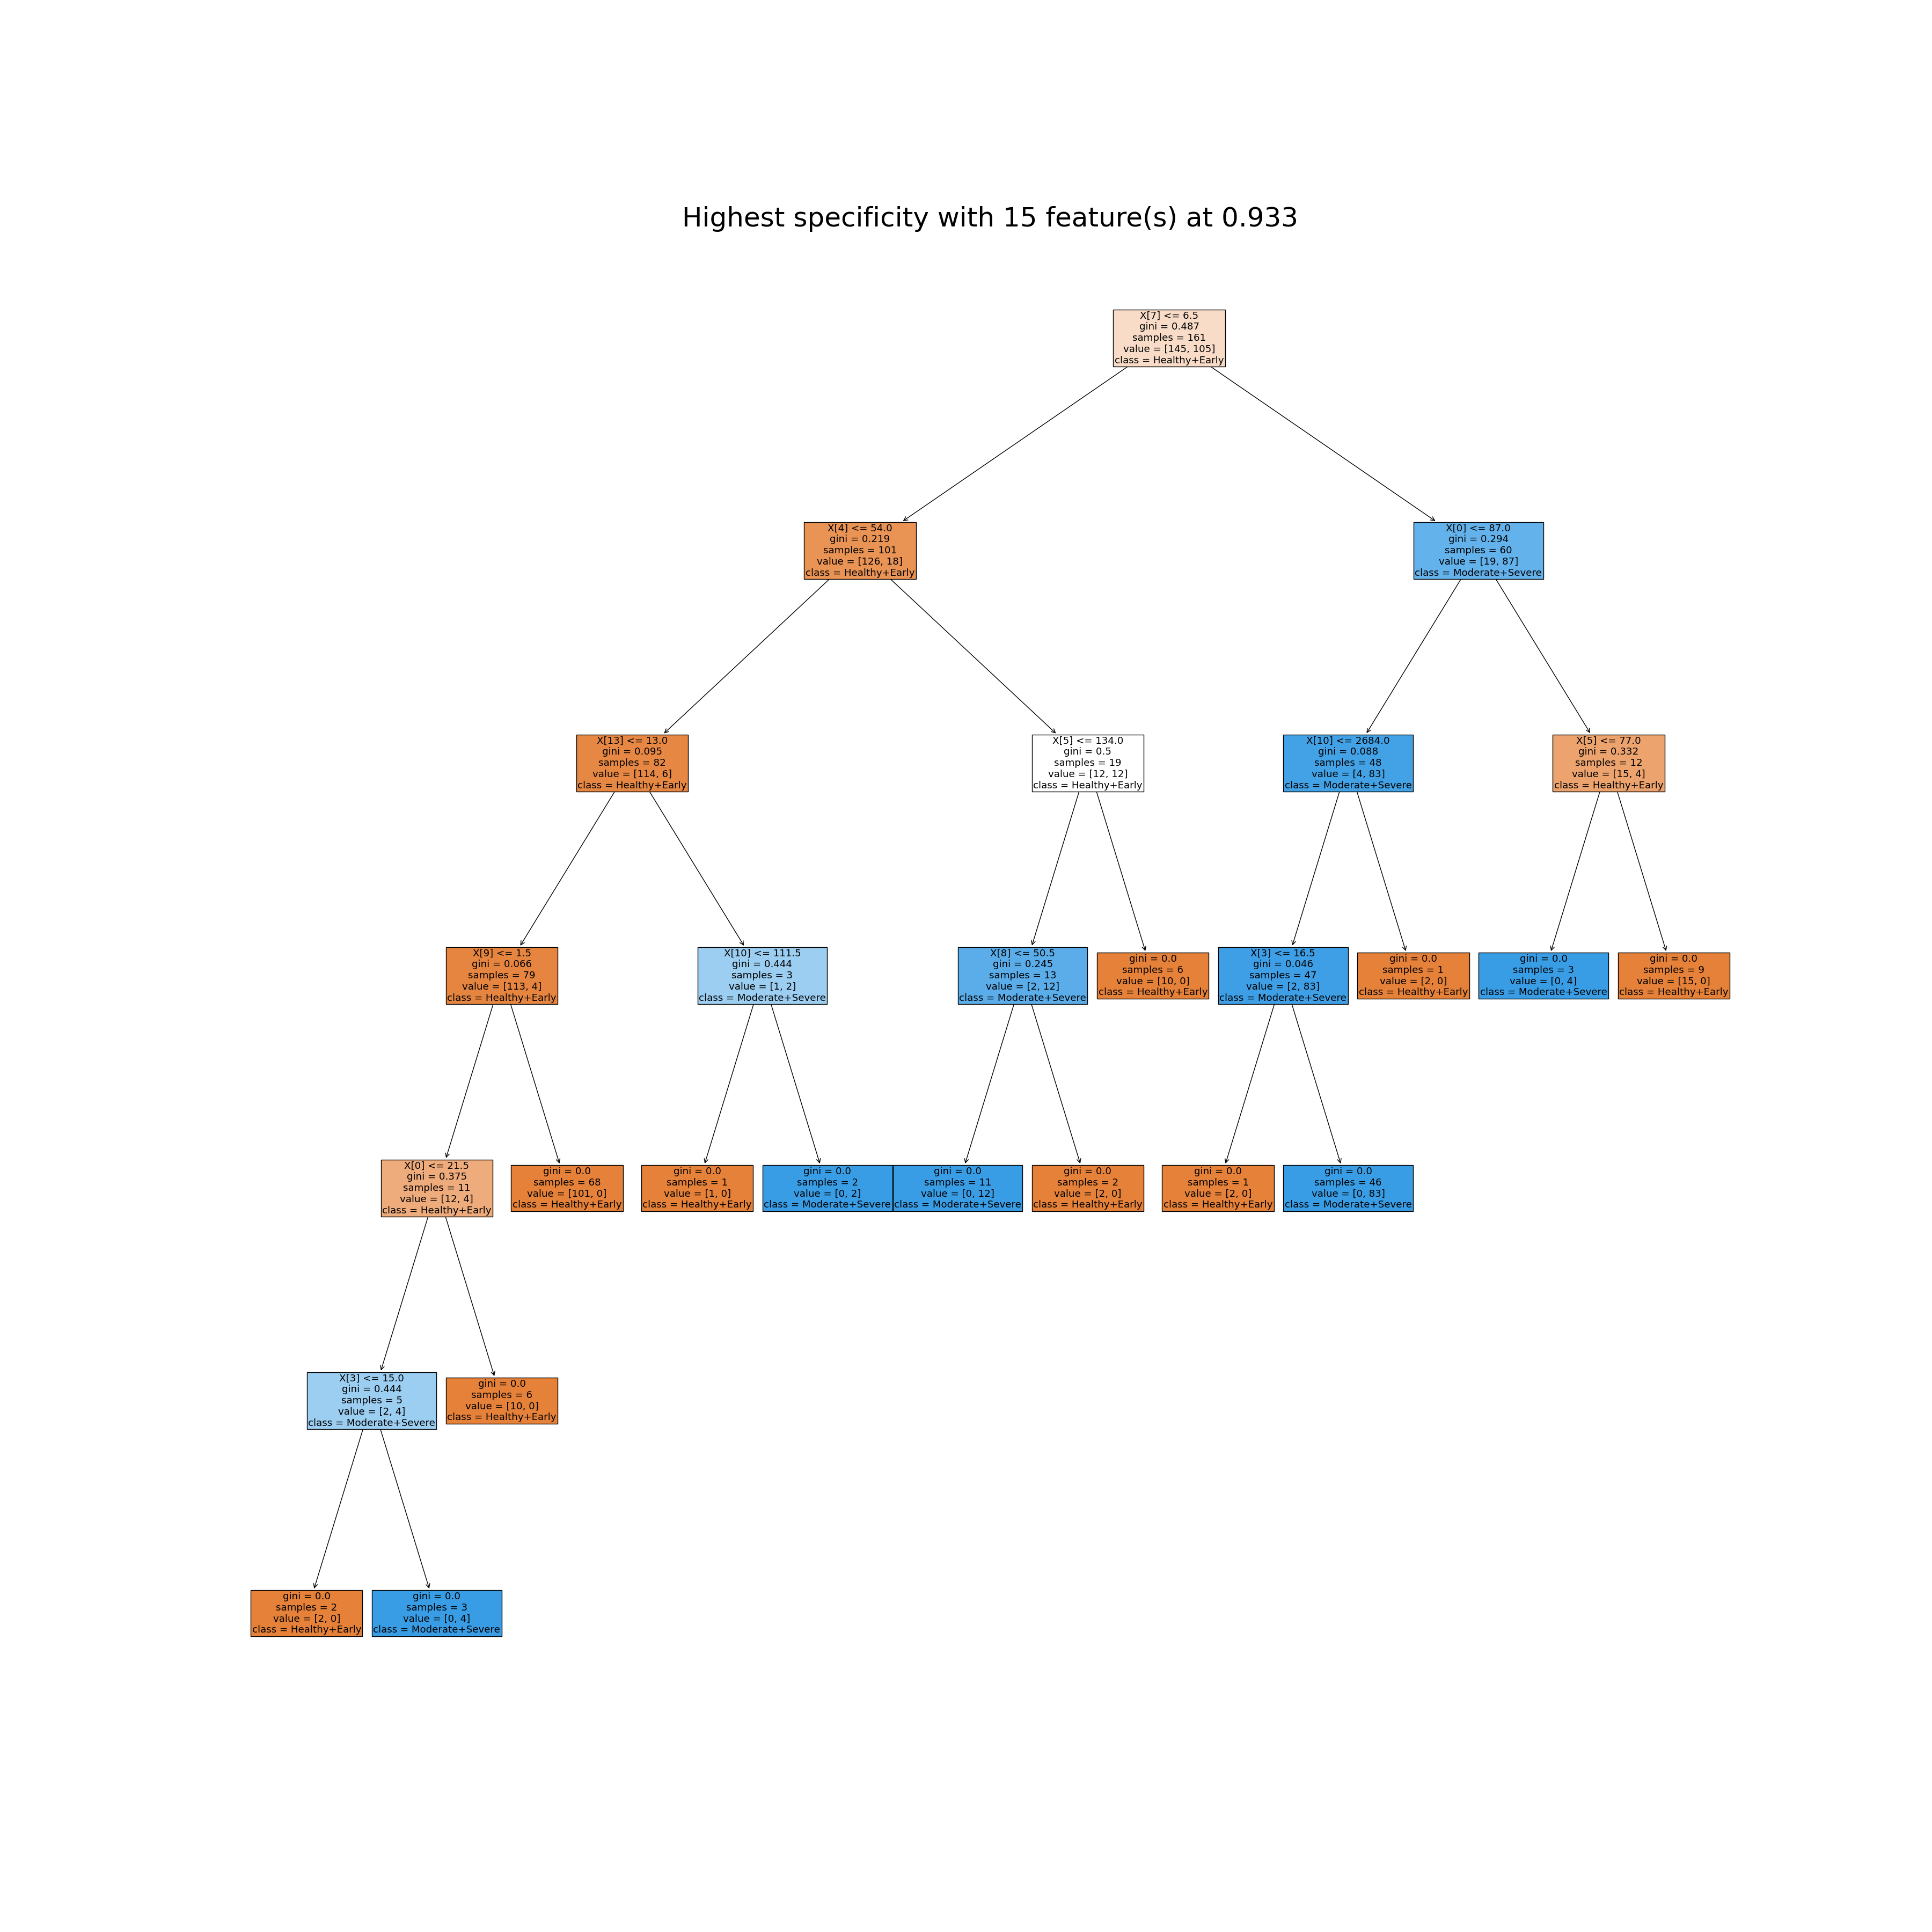 Highest specificity with 15 feature(s) at 0.933
X[7] <= 6.5
gini = 0.487
samples = 161
value = [145, 105]
class = Healthy+Early
X[4] <= 54.0
gini = 0.219
samples = 101
value = [126, 18]
class = Healthy+Early
X[0] <= 87.0
gini = 0.294
samples = 60
value = [19, 87]
class = Moderate+Severe
X[13] <= 13.0
gini = 0.095
samples = 82
value = [114, 6]
class = Healthy+Early
X[5] <= 134.0
gini = 0.5
samples = 19
value = [12, 12]
class = Healthy+Early
X[10] <= 2684.0
gini = 0.088
samples = 48
value = [4, 83]
class = Moderate+Severe
X[5] <= 77.0
gini = 0.332
samples = 12
value = [15, 4]
class = Healthy+Early
X[9] <= 1.5
gini = 0.066
samples = 79
value = [113, 4]
class = Healthy+Early
X[10] <= 111.5
gini = 0.444
samples = 3
value = [1, 2]
class = Moderate+Severe
X[8] <= 50.5
gini = 0.245
samples = 13
value = [2, 12]
class = Moderate+Severe
gini = 0.0
samples = 6
value = [10, 0]
class = Healthy+Early
X[3] <= 16.5
gini = 0.046
samples = 47
value = [2, 83]
class = Moderate+Severe
gini = 0.0
samples = 1
value = [2, 0]
class = Healthy+Early
gini = 0.0
samples = 3
value = [0, 4]
class = Moderate+Severe
gini = 0.0
samples = 9
value = [15, 0]
class = Healthy+Early
X[0] <= 21.5
gini = 0.375
samples = 11
value = [12, 4]
class = Healthy+Early
gini = 0.0
samples = 68
value = [101, 0]
class = Healthy+Early
gini = 0.0
samples = 1
value = [1, 0]
class = Healthy+Early
gini = 0.0
samples = 2
value = [0, 2]
class = Moderate+Severe
gini = 0.0
samples = 11
value = [0, 12]
class = Moderate+Severe
gini = 0.0
samples = 2
value = [2, 0]
class = Healthy+Early
gini = 0.0
samples = 1
value = [2, 0]
class = Healthy+Early
gini = 0.0
samples = 46
value = [0, 83]
class = Moderate+Severe
X[3] <= 15.0
gini = 0.444
samples = 5
value = [2, 4]
class = Moderate+Severe
gini = 0.0
samples = 6
value = [10, 0]
class = Healthy+Early
gini = 0.0
samples = 2
value = [2, 0]
class = Healthy+Early
gini = 0.0
samples = 3
value = [0, 4]
class = Moderate+Severe